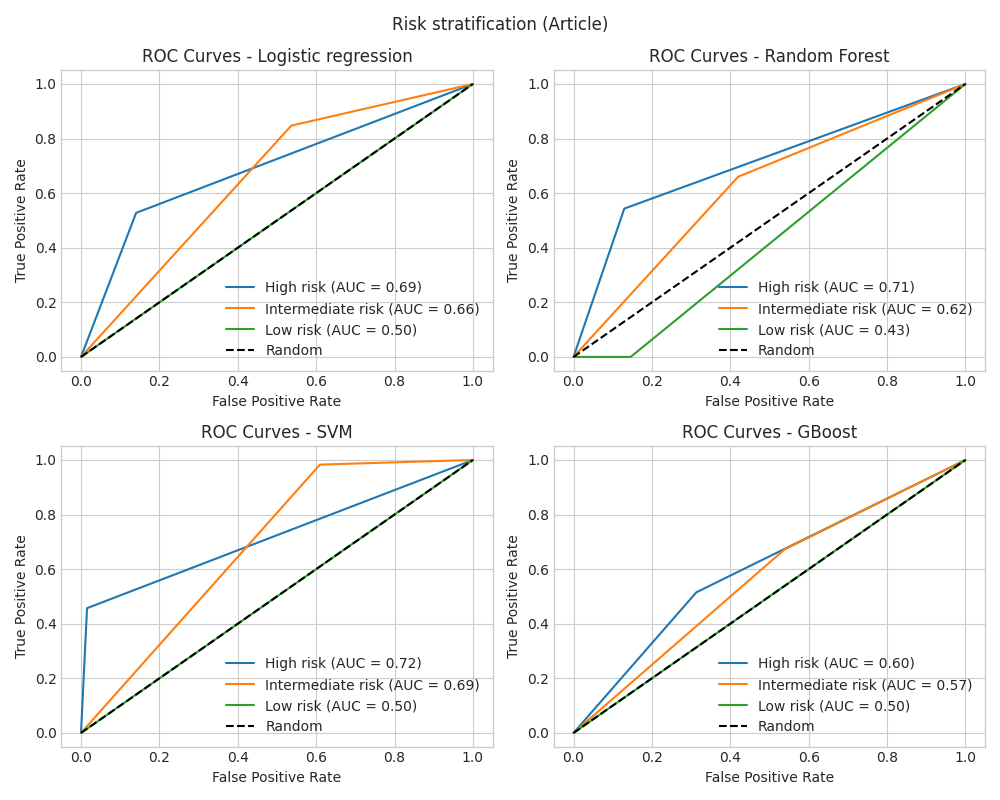 Risk stratification (Article)
ROC Curves - Logistic regression
True Positive Rate
1.0
0.8
0.6
0.4
0.2
0.0
High risk (AUC = 0.69)
Intermediate risk (AUC = 0.66)
Low risk (AUC = 0.50)
Random
0.0 0.2 0.4 0.6 0.8 1.0
False Positive Rate
ROC Curves - Random Forest
True Positive Rate
1.0
0.8
0.6
0.4
0.2
0.0
High risk (AUC = 0.71)
Intermediate risk (AUC = 0.62)
Low risk (AUC = 0.43)
Random
0.0 0.2 0.4 0.6 0.8 1.0
False Positive Rate
ROC Curves - SVM
True Positive Rate
1.0
0.8
0.6
0.4
0.2
0.0
High risk (AUC = 0.72)
Intermediate risk (AUC = 0.69)
Low risk (AUC = 0.50)
Random
0.0 0.2 0.4 0.6 0.8 1.0
False Positive Rate
ROC Curves - GBoost
True Positive Rate
1.0
0.8
0.6
0.4
0.2
0.0
High risk (AUC = 0.60)
Intermediate risk (AUC = 0.57)
Low risk (AUC = 0.50)
Random
0.0 0.2 0.4 0.6 0.8 1.0
False Positive Rate